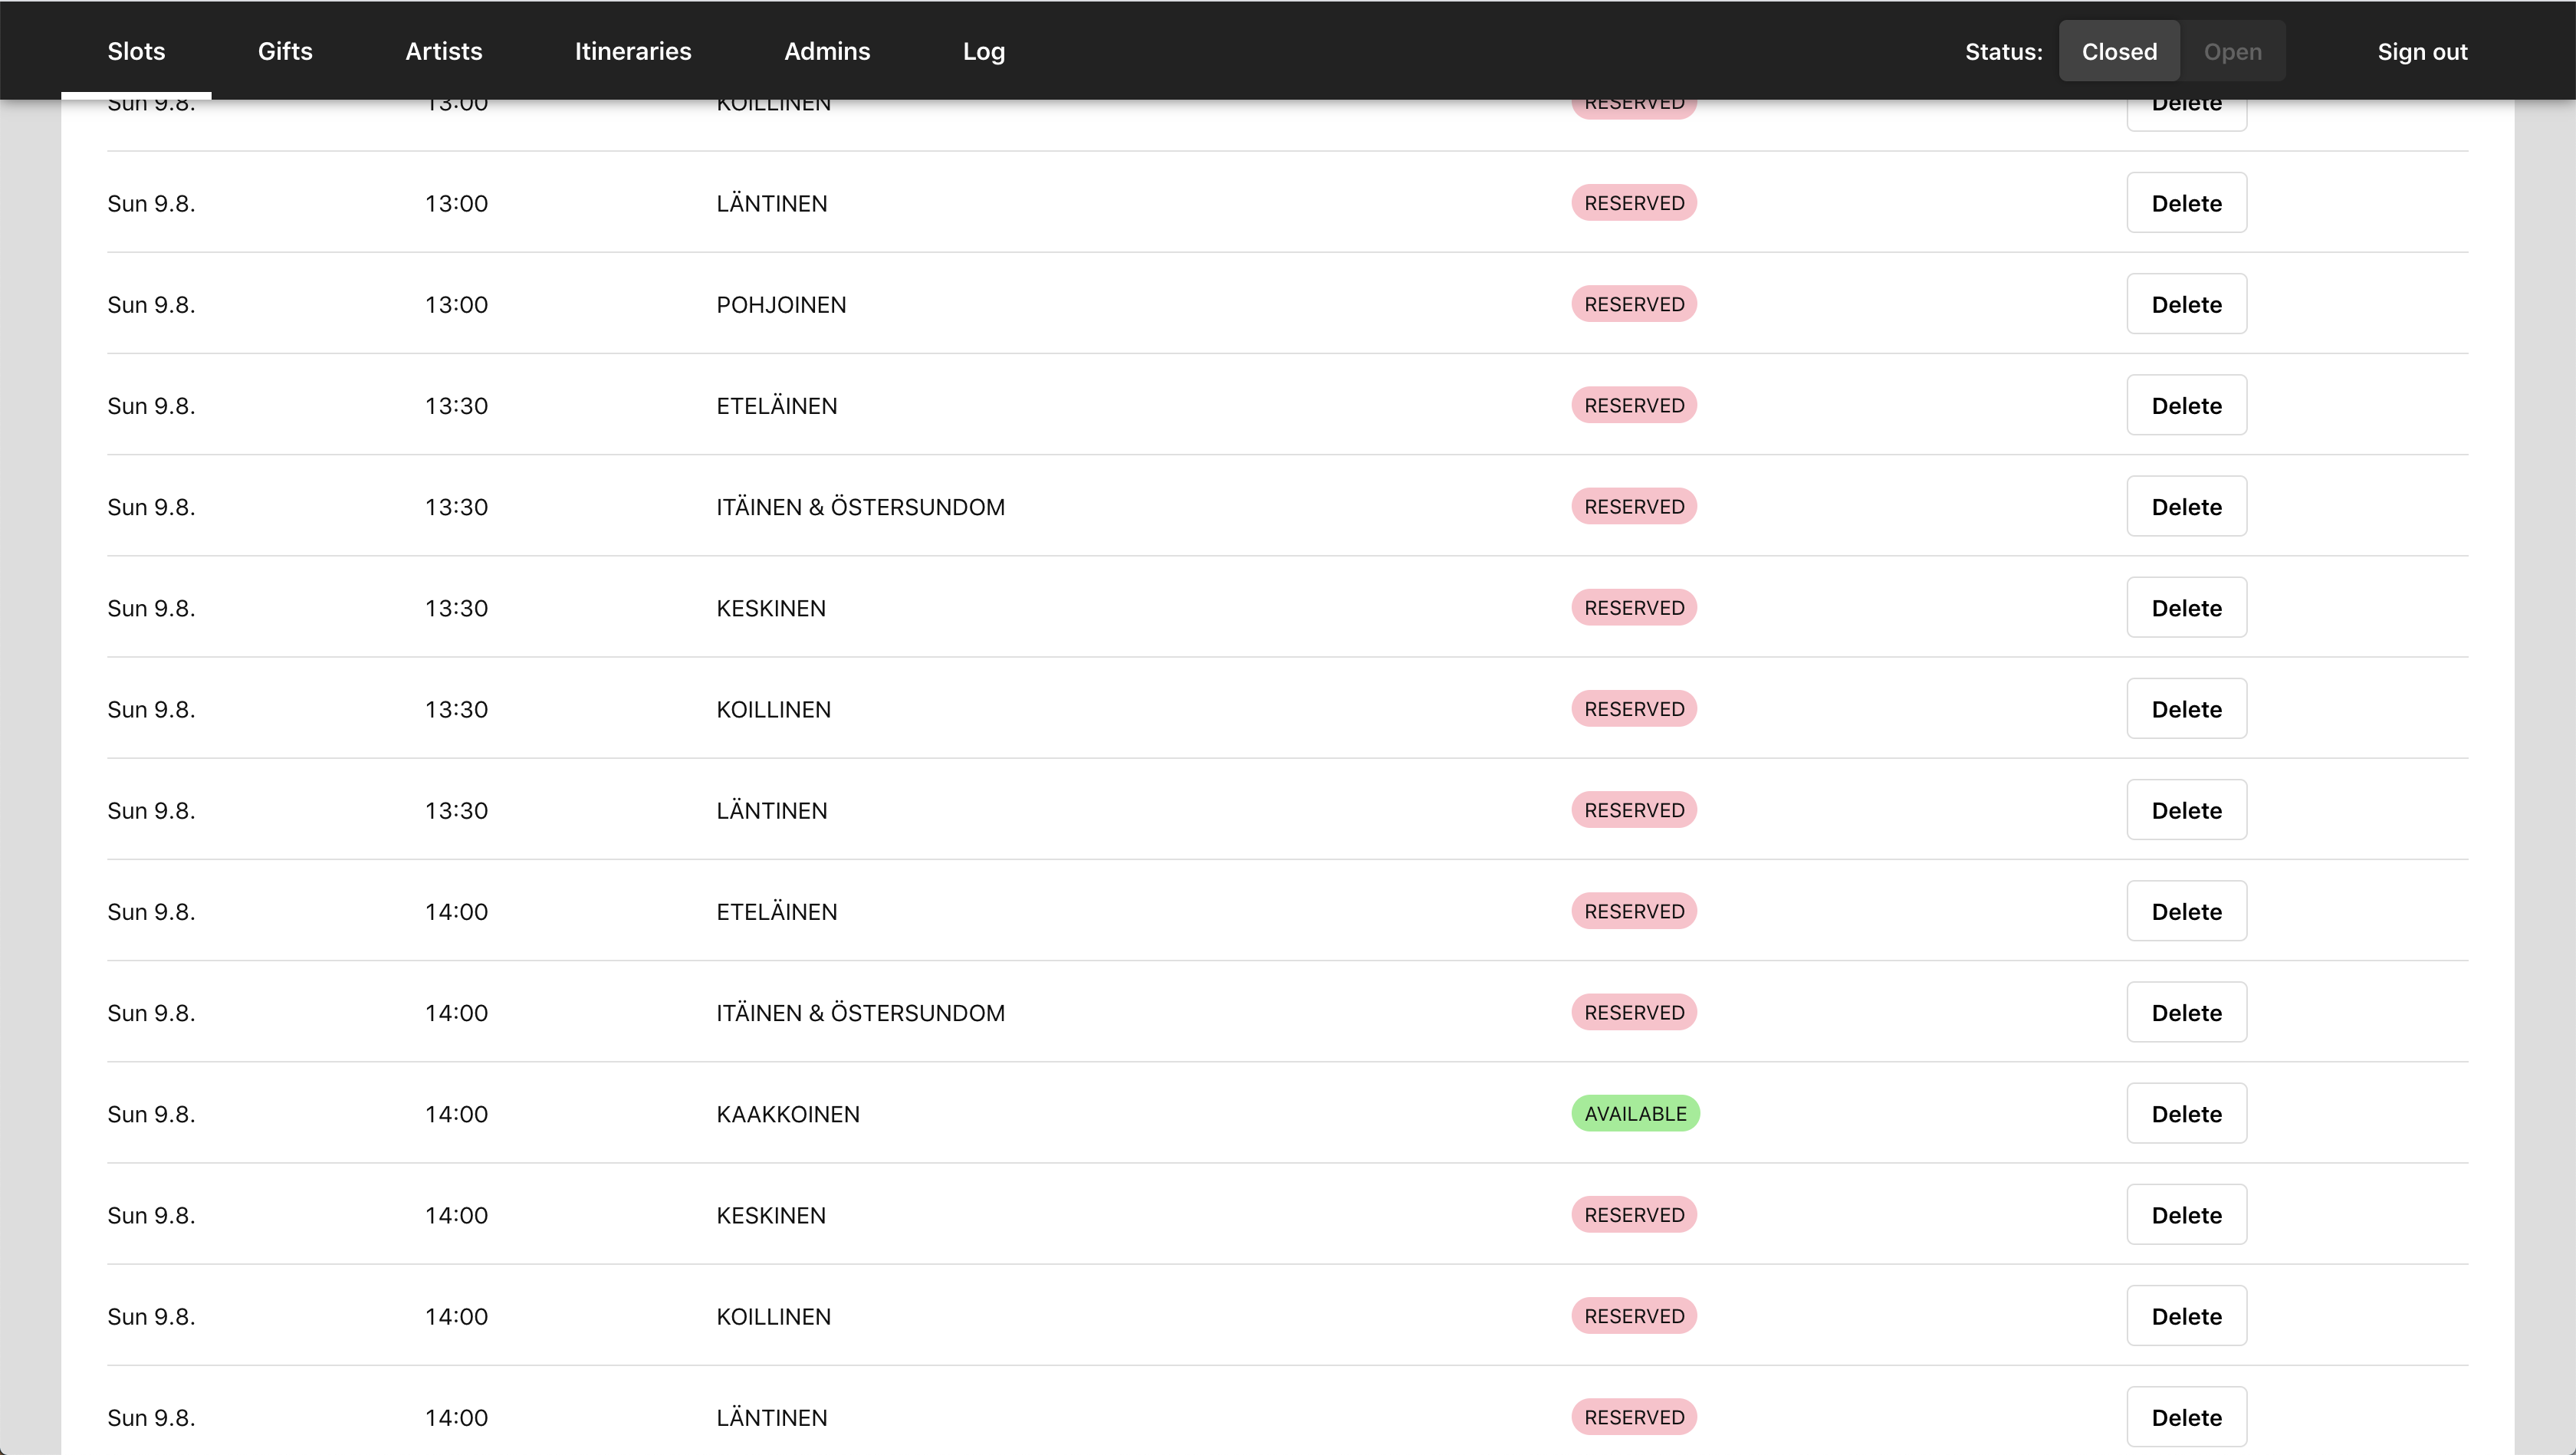 Slots Gifts Artists Itineraries Admins Log Status: Closed Open Sign out
Sun 9.8. 13:00 KOILLINEN RESERVED Delete
Sun 9.8. 13:00 LÄNTINEN RESERVED Delete
Sun 9.8. 13:00 POHJOINEN RESERVED Delete
Sun 9.8. 13:30 ETELÄINEN RESERVED Delete
Sun 9.8. 13:30 ITÄINEN & ÖSTERSUNDOM RESERVED Delete
Sun 9.8. 13:30 KESKINEN RESERVED Delete
Sun 9.8. 13:30 KOILLINEN RESERVED Delete
Sun 9.8. 13:30 LÄNTINEN RESERVED Delete
Sun 9.8. 14:00 ETELÄINEN RESERVED Delete
Sun 9.8. 14:00 ITÄINEN & ÖSTERSUNDOM RESERVED Delete
Sun 9.8. 14:00 KAAKKOINEN AVAILABLE Delete
Sun 9.8. 14:00 KESKINEN RESERVED Delete
Sun 9.8. 14:00 KOILLINEN RESERVED Delete
Sun 9.8. 14:00 LÄNTINEN RESERVED Delete